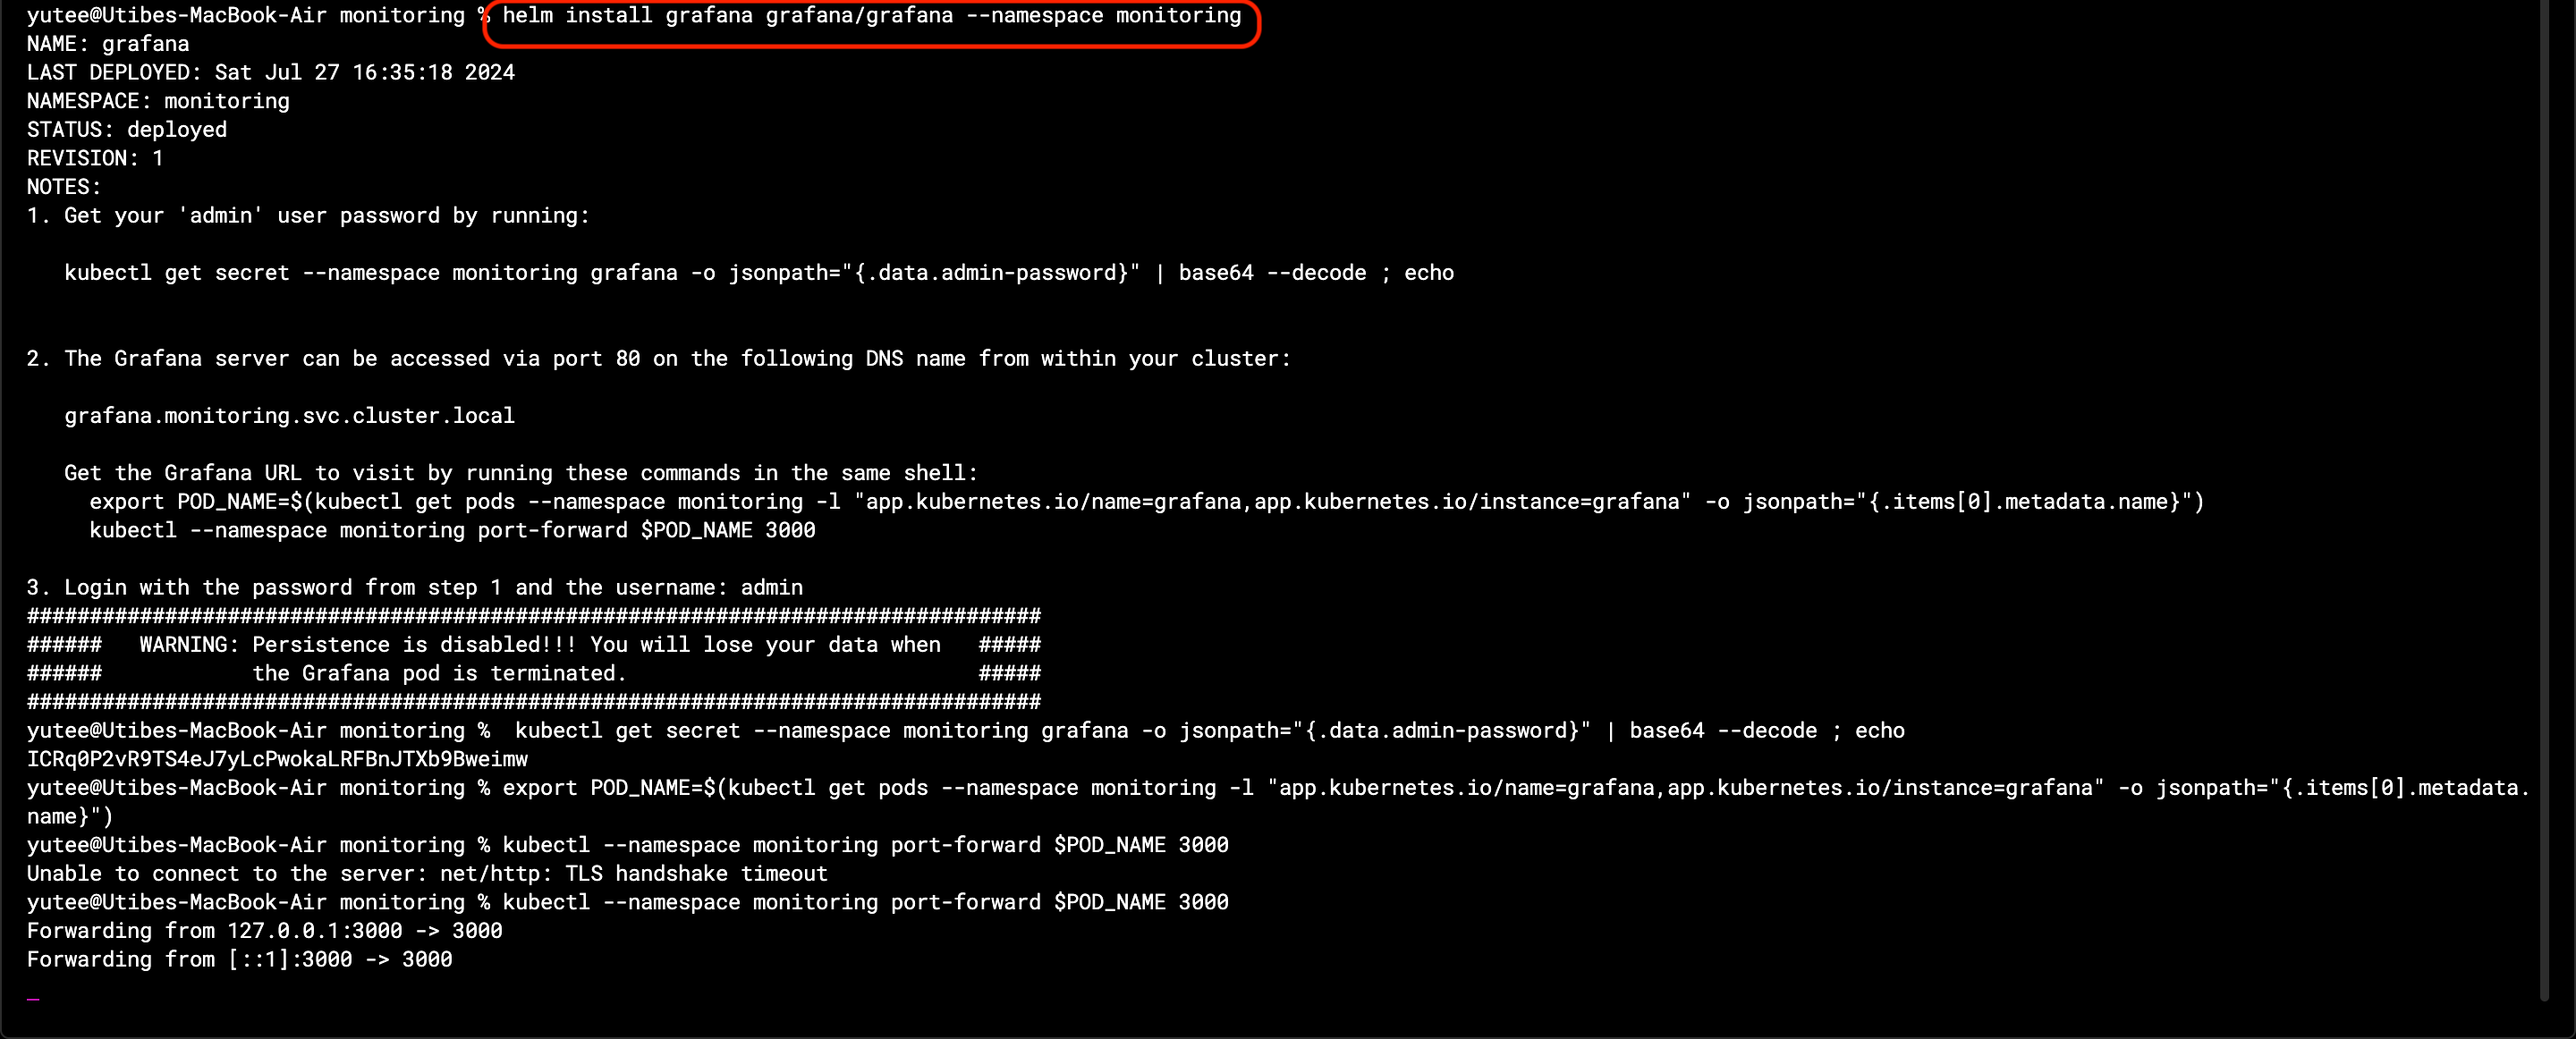 yutee@Utibes-MacBook-Air monitoring % helm install grafana grafana/grafana --namespace monitoring
NAME: grafana
LAST DEPLOYED: Sat Jul 27 16:35:18 2024
NAMESPACE: monitoring
STATUS: deployed
REVISION: 1
NOTES:
1. Get your 'admin' user password by running:
   kubectl get secret --namespace monitoring grafana -o jsonpath="{.data.admin-password}" | base64 --decode ; echo
2. The Grafana server can be accessed via port 80 on the following DNS name from within your cluster:
   grafana.monitoring.svc.cluster.local
   Get the Grafana URL to visit by running these commands in the same shell:
     export POD_NAME=$(kubectl get pods --namespace monitoring -l "app.kubernetes.io/name=grafana,app.kubernetes.io/instance=grafana" -o jsonpath="{.items[0].metadata.name}")
     kubectl --namespace monitoring port-forward $POD_NAME 3000
3. Login with the password from step 1 and the username: admin
#################################################################################
######   WARNING: Persistence is disabled!!! You will lose your data when   #####
######            the Grafana pod is terminated.                            #####
#################################################################################
yutee@Utibes-MacBook-Air monitoring %  kubectl get secret --namespace monitoring grafana -o jsonpath="{.data.admin-password}" | base64 --decode ; echo
ICRq0P2vR9TS4eJ7yLcPwokaLRFBnJTXb9Bweimw
yutee@Utibes-MacBook-Air monitoring % export POD_NAME=$(kubectl get pods --namespace monitoring -l "app.kubernetes.io/name=grafana,app.kubernetes.io/instance=grafana" -o jsonpath="{.items[0].metadata.
name}")
yutee@Utibes-MacBook-Air monitoring % kubectl --namespace monitoring port-forward $POD_NAME 3000
Unable to connect to the server: net/http: TLS handshake timeout
yutee@Utibes-MacBook-Air monitoring % kubectl --namespace monitoring port-forward $POD_NAME 3000
Forwarding from 127.0.0.1:3000 -> 3000
Forwarding from [::1]:3000 -> 3000